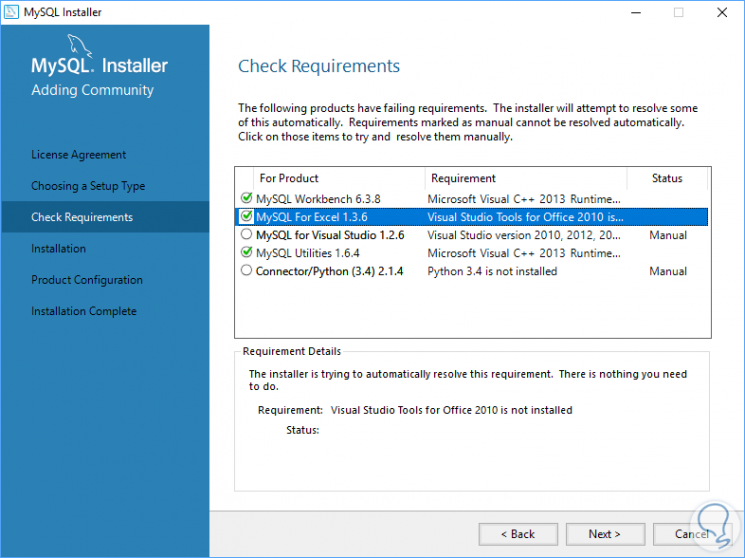 MySQL Installer
MySQL. Installer
Adding Community
License Agreement
Choosing a Setup Type
Check Requirements
Installation
Product Configuration
Installation Complete
Check Requirements
The following products have failing requirements. The installer will attempt to resolve some
of this automatically. Requirements marked as manual cannot be resolved automatically.
Click on those items to try and resolve them manually.
For Product Requirement Status
MySQL Workbench 6.3.8 Microsoft Visual C++ 2013 Runtime...
MySQL For Excel 1.3.6 Visual Studio Tools for Office 2010 is...
MySQL for Visual Studio 1.2.6 Visual Studio version 2010, 2012, 20... Manual
MySQL Utilities 1.6.4 Microsoft Visual C++ 2013 Runtime...
Connector/Python (3.4) 2.1.4 Python 3.4 is not installed Manual
Requirement Details
The installer is trying to automatically resolve this requirement. There is nothing you need
to do.
Requirement: Visual Studio Tools for Office 2010 is not installed
Status:
< Back Next > Cancel